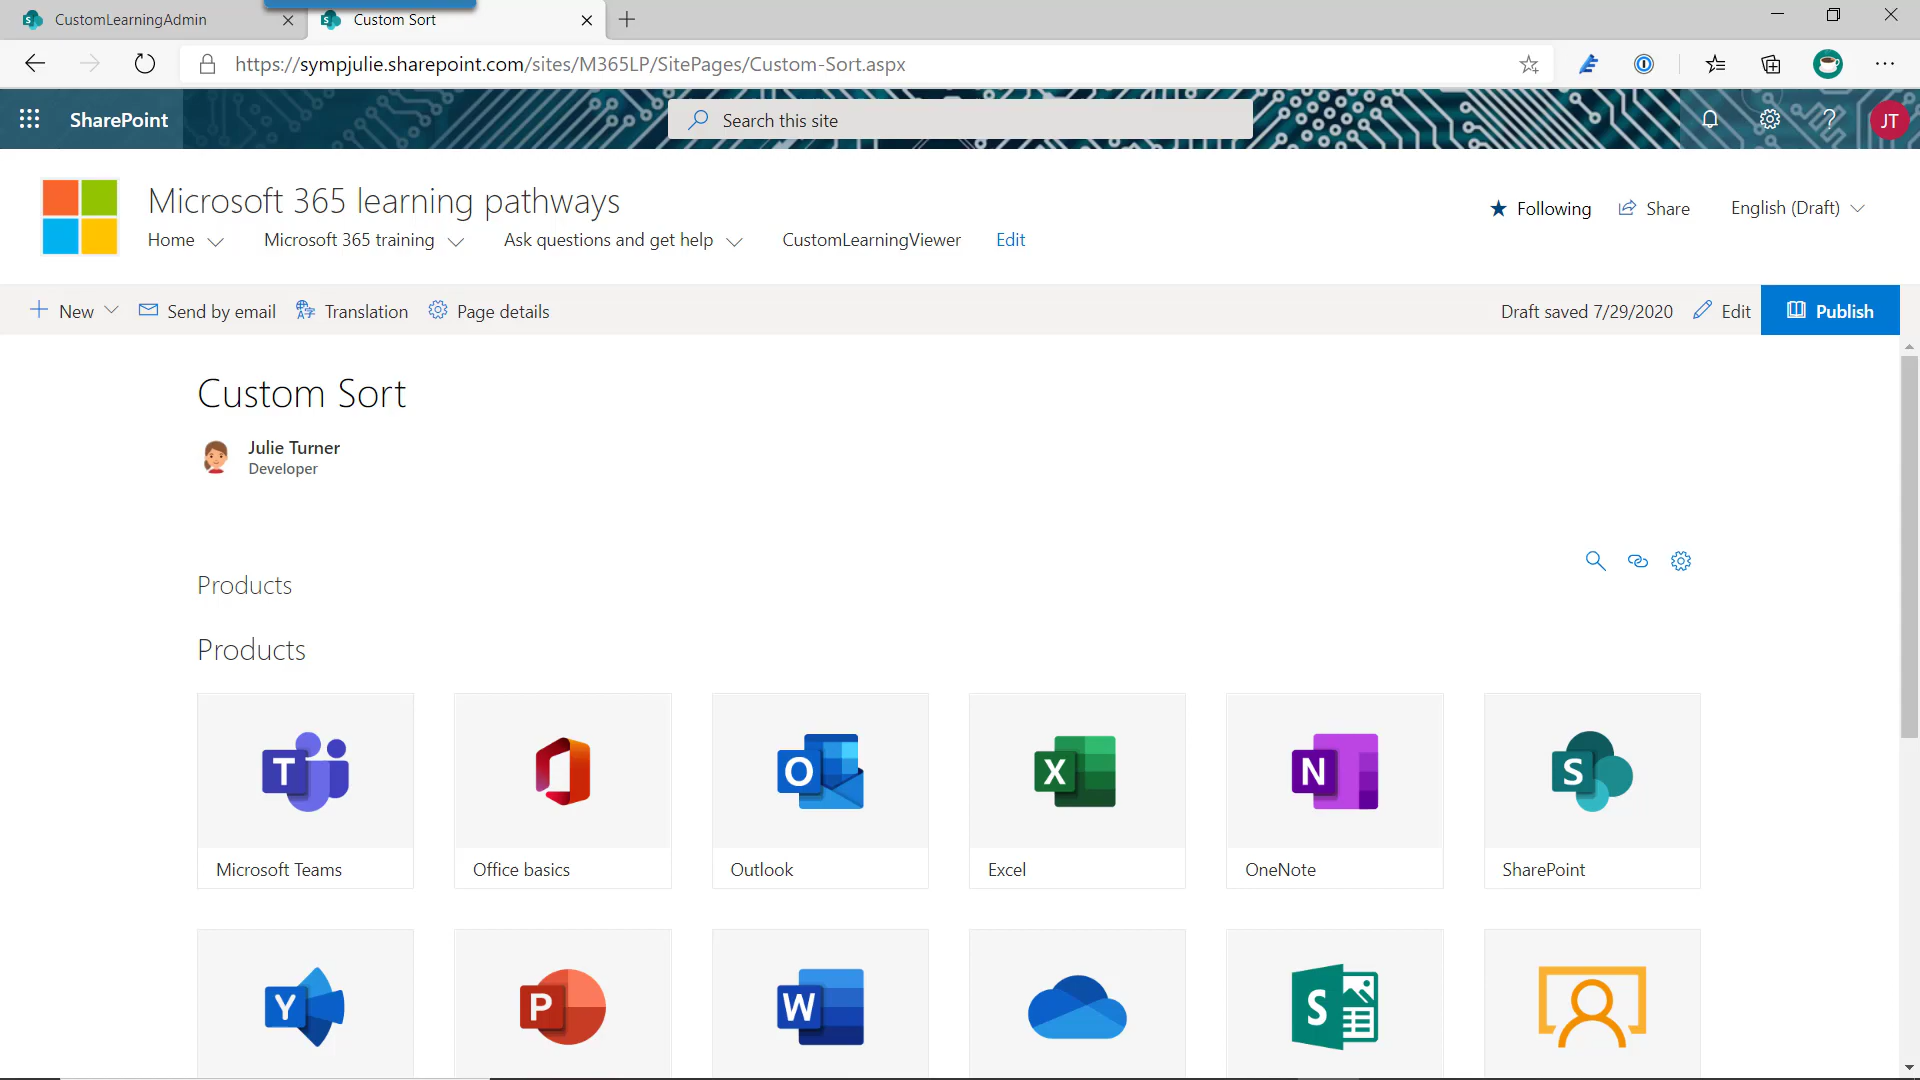 CustomLearningAdmin
Custom Sort
https://sympjulie.sharepoint.com/sites/M365LP/SitePages/Custom-Sort.aspx
SharePoint
Search this site
JT
Microsoft 365 learning pathways
Following
Share
English (Draft)
Home
Microsoft 365 training
Ask questions and get help
CustomLearningViewer
Edit
New
Send by email
Translation
Page details
Draft saved 7/29/2020
Edit
Publish
Custom Sort
Julie Turner
Developer
Products
Products
T
O
X
N
S
Microsoft Teams
Office basics
Outlook
Excel
OneNote
SharePoint
Y
P
W
S